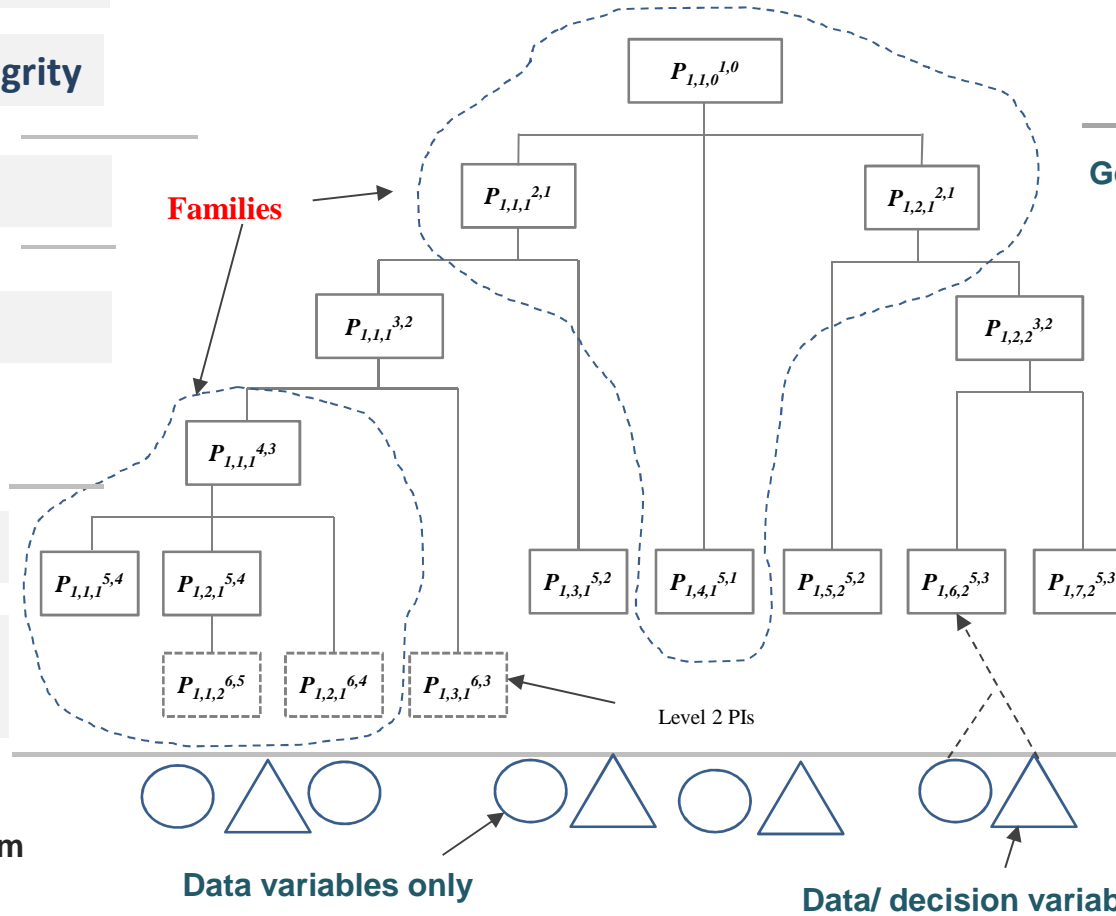 grity
P1,1,0^1,0
Families
P1,1,1^2,1
P1,2,1^2,1
Ge
P1,1,1^3,2
P1,2,2^3,2
P1,1,1^4,3
P1,1,1^5,4
P1,2,1^5,4
P1,3,1^5,2
P1,4,1^5,1
P1,5,2^5,2
P1,6,2^5,3
P1,7,2^5,3
P1,1,2^6,5
P1,2,1^6,4
P1,3,1^6,3
Level 2 PIs
m
Data variables only
Data/ decision variab